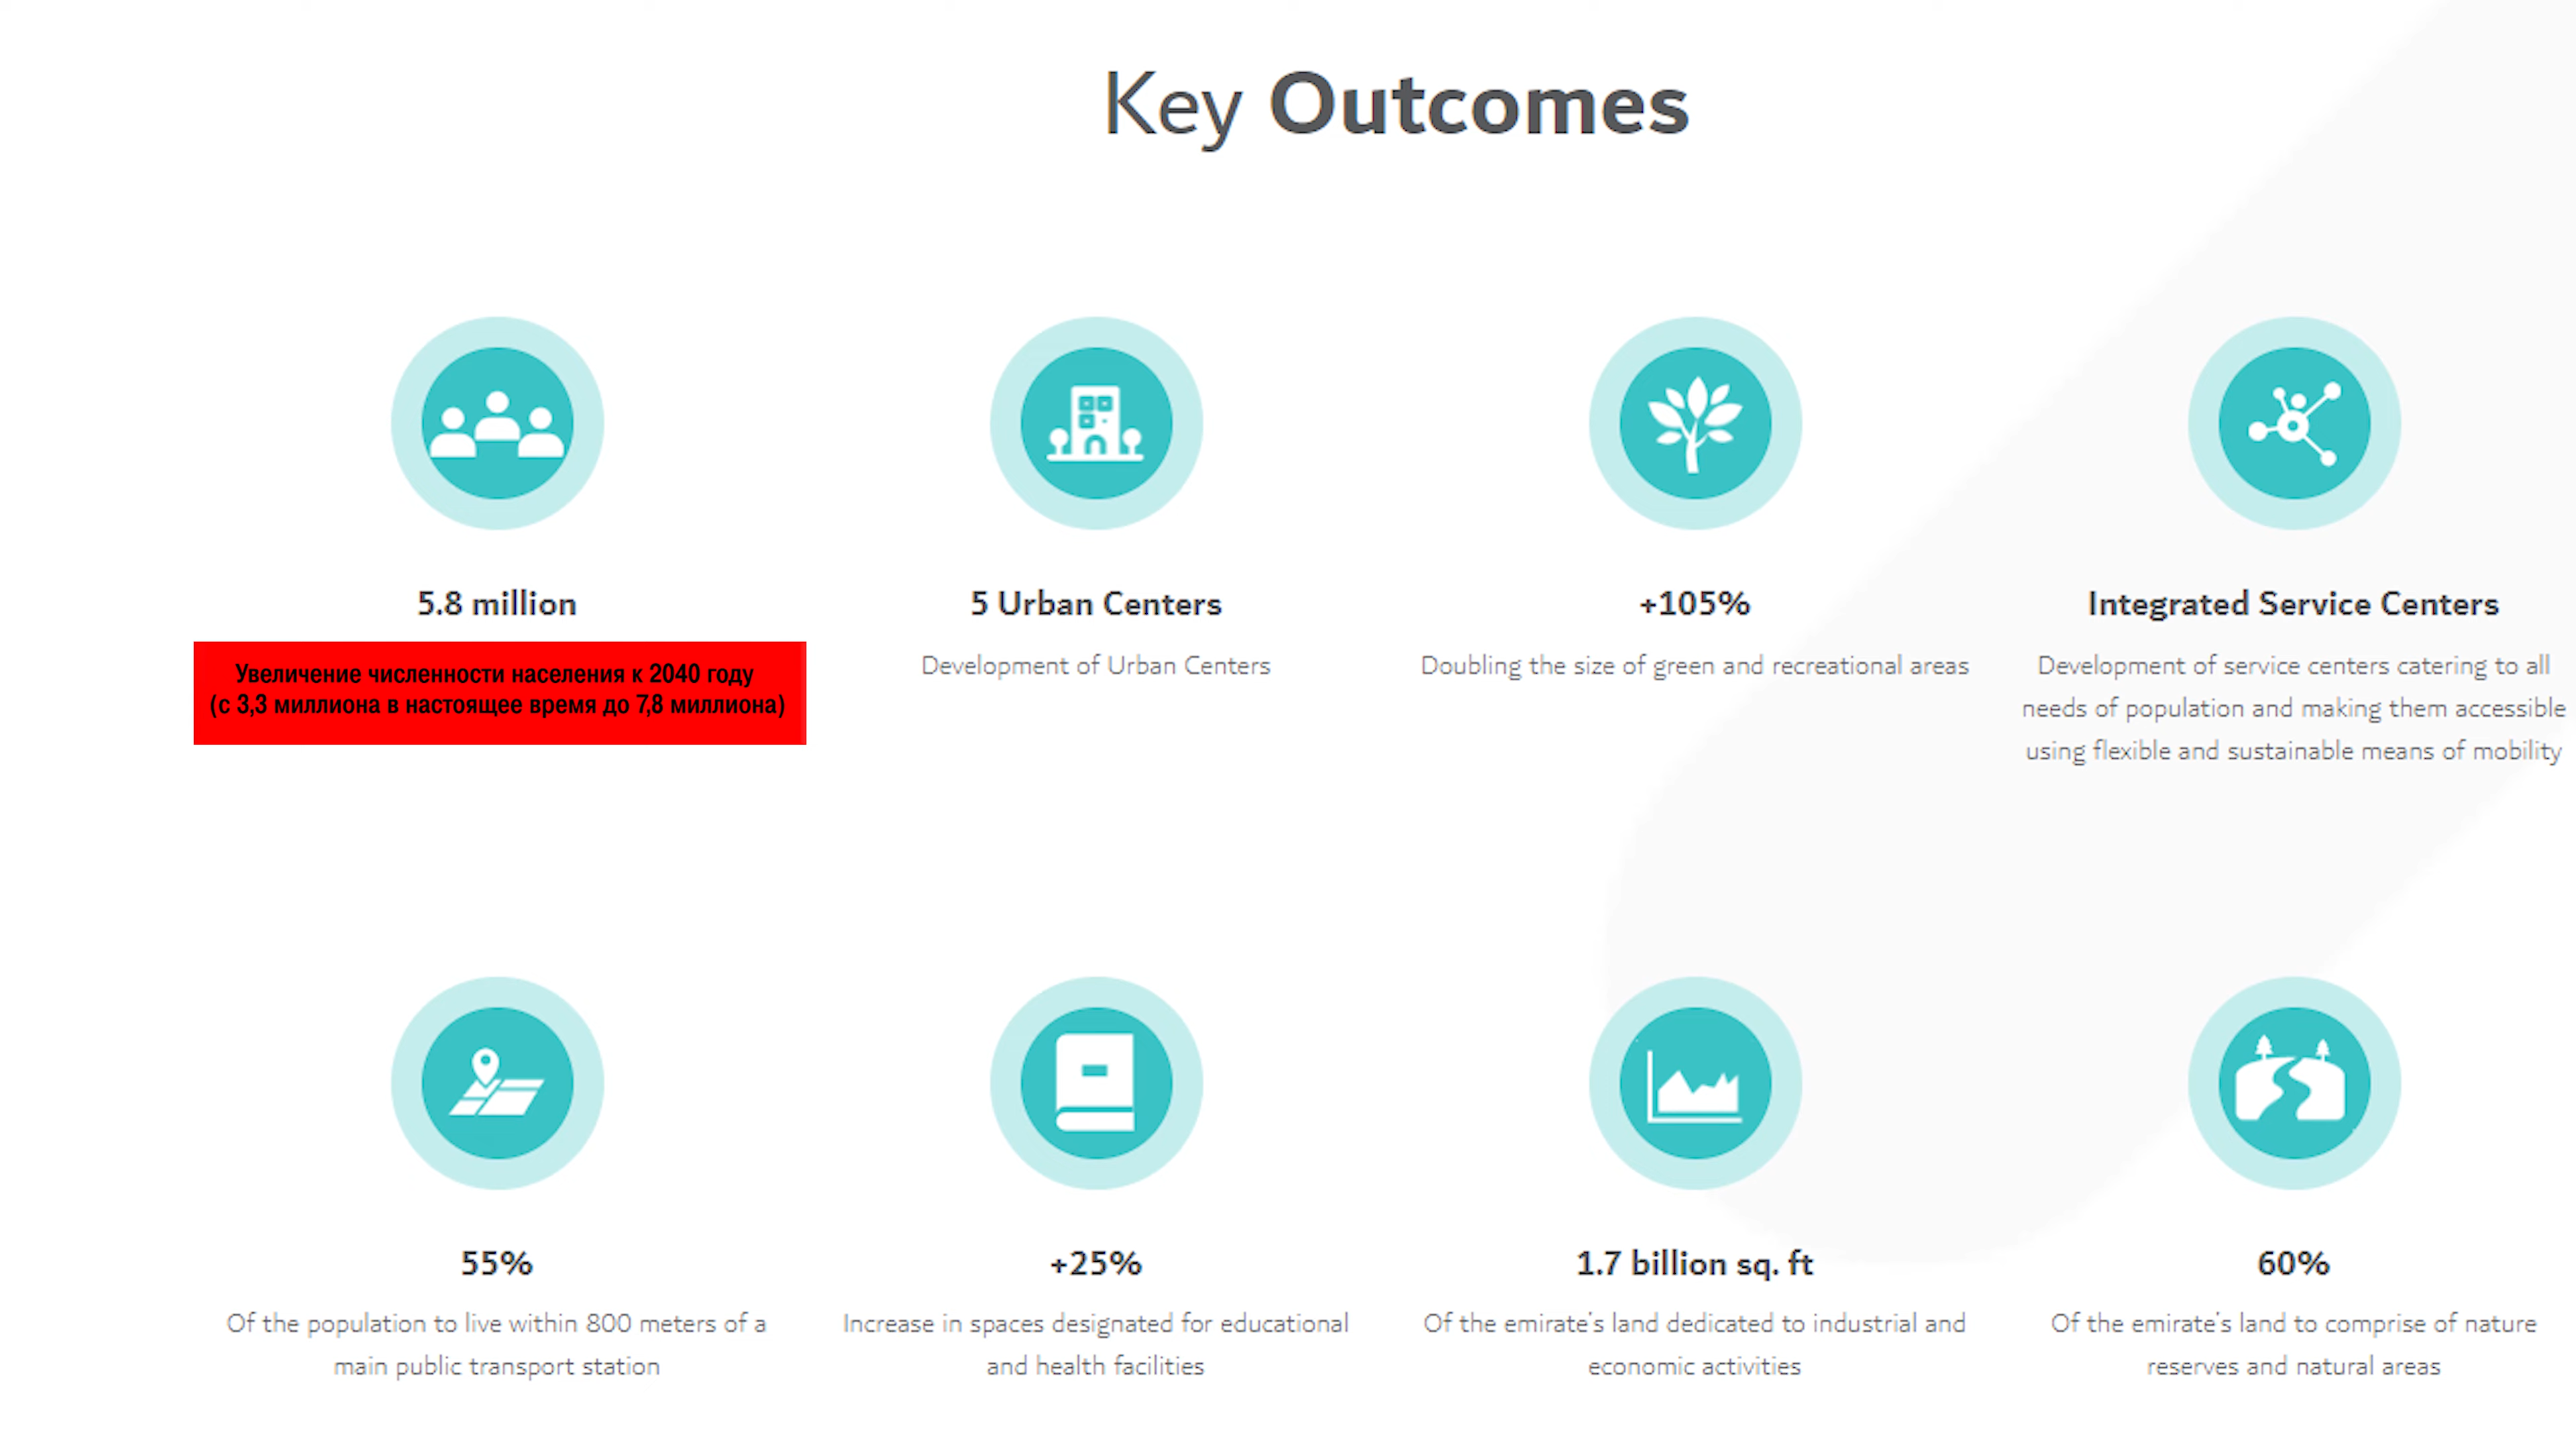 Key Outcomes
5.8 million
Увеличение численности населения к 2040 году
(с 3,3 миллиона в настоящее время до 7,8 миллиона)
5 Urban Centers
Development of Urban Centers
+105%
Doubling the size of green and recreational areas
Integrated Service Centers
Development of service centers catering to all
needs of population and making them accessible
using flexible and sustainable means of mobility
55%
Of the population to live within 800 meters of a
main public transport station
+25%
Increase in spaces designated for educational
and health facilities
1.7 billion sq. ft
Of the emirate's land dedicated to industrial and
economic activities
60%
Of the emirate's land to comprise of nature
reserves and natural areas